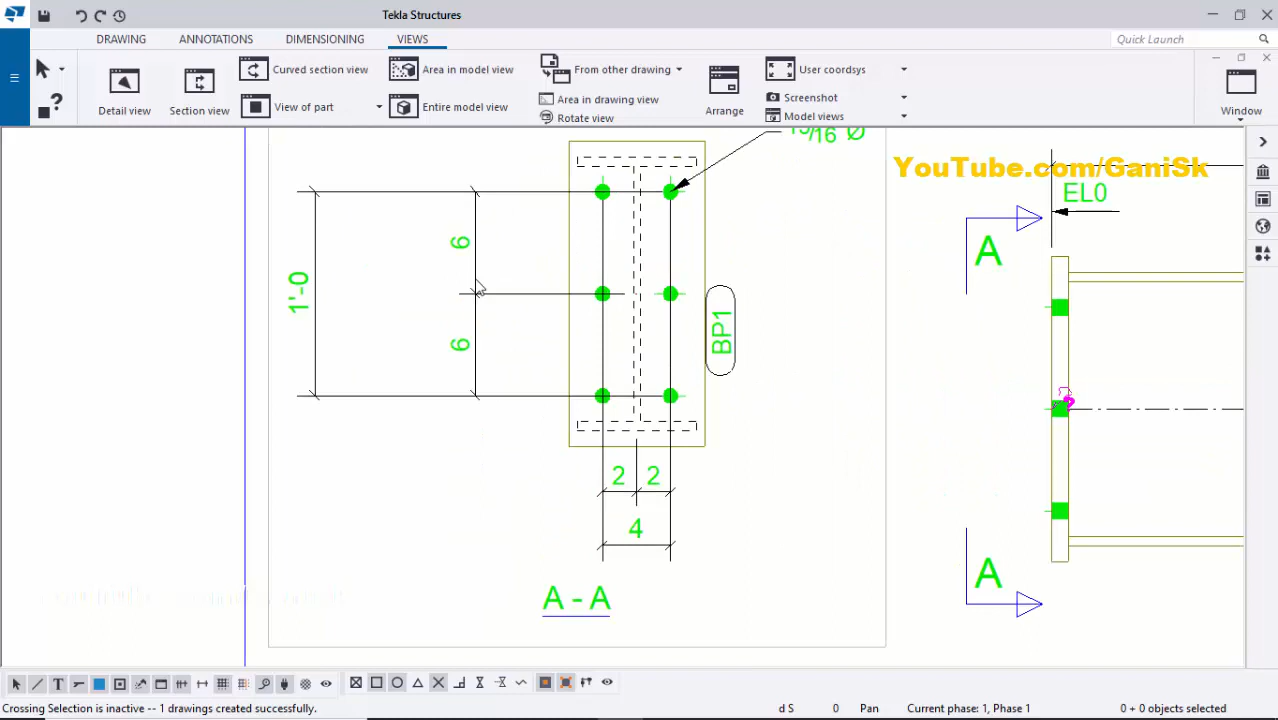 Tekla Structures
DRAWING
ANNOTATIONS
DIMENSIONING
VIEWS
Quick Launch
Detail view
Section view
Curved section view
View of part
Area in model view
Entire model view
From other drawing
Area in drawing view
Rotate view
Arrange
User coordsys
Screenshot
Model views
Window
15/16 Ø
YouTube.com/GaniSk
EL0
A
6
1'-0
BP1
6
2 2
4
A
A - A
Crossing Selection is inactive -- 1 drawings created successfully.
d S
0
Pan
Current phase: 1, Phase 1
0 + 0 objects selected